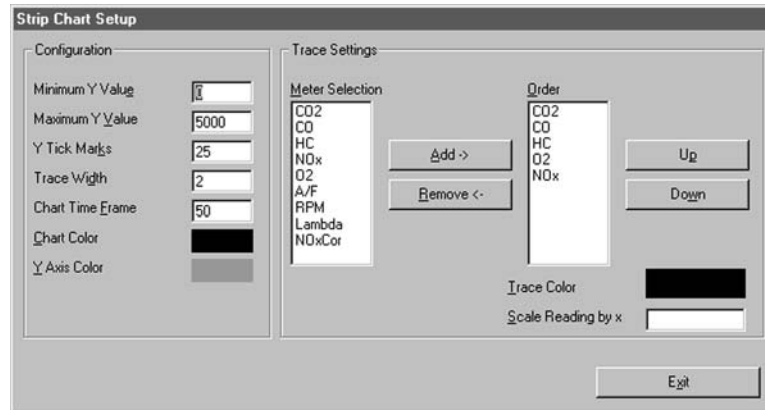 Strip Chart Setup
Configuration
Minimum Y Value
0
Maximum Y Value
5000
Y Tick Marks
25
Trace Width
2
Chart Time Frame
50
Chart Color
Y Axis Color
Trace Settings
Meter Selection
CO2
CO
HC
NOx
O2
A/F
RPM
Lambda
NOxCor
Add ->
Remove <-
Order
CO2
CO
HC
O2
NOx
Up
Down
Trace Color
Scale Reading by x
Exit